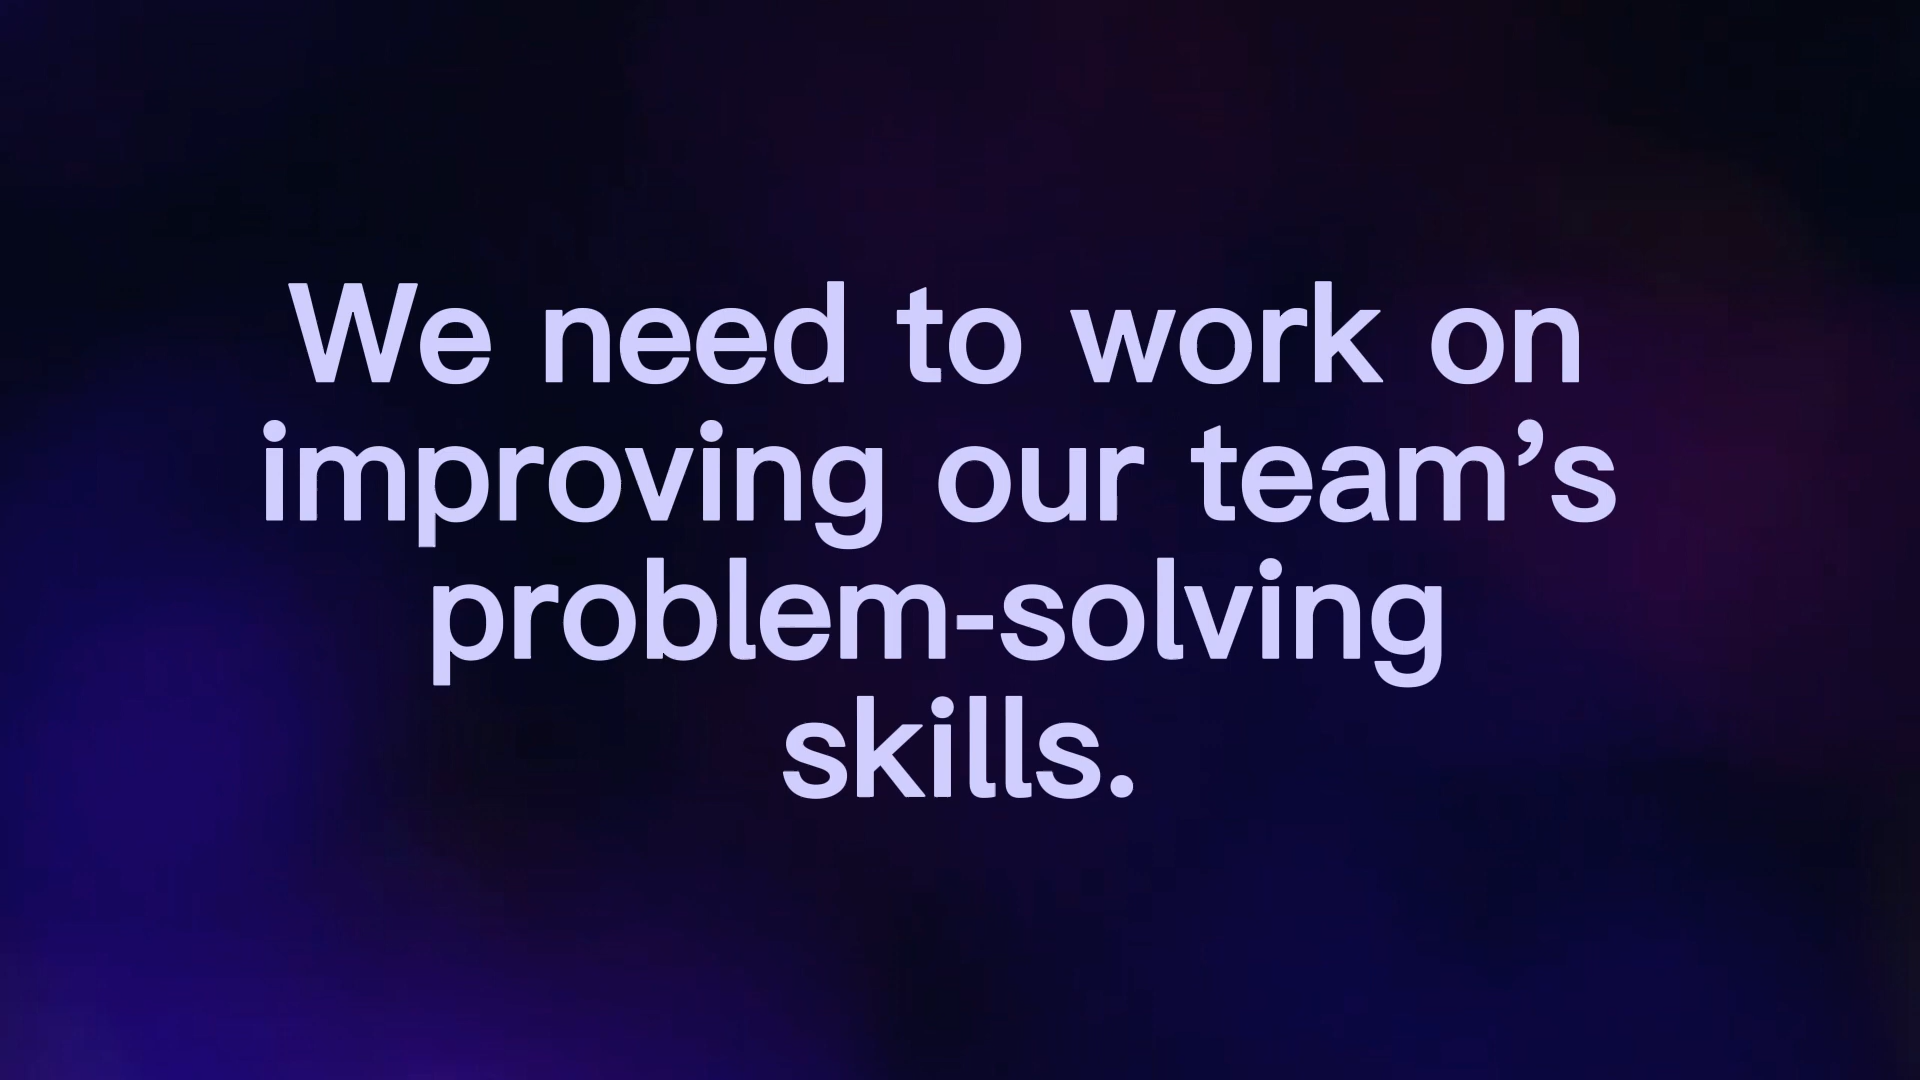 We need to work on
improving our team’s
problem-solving
skills.